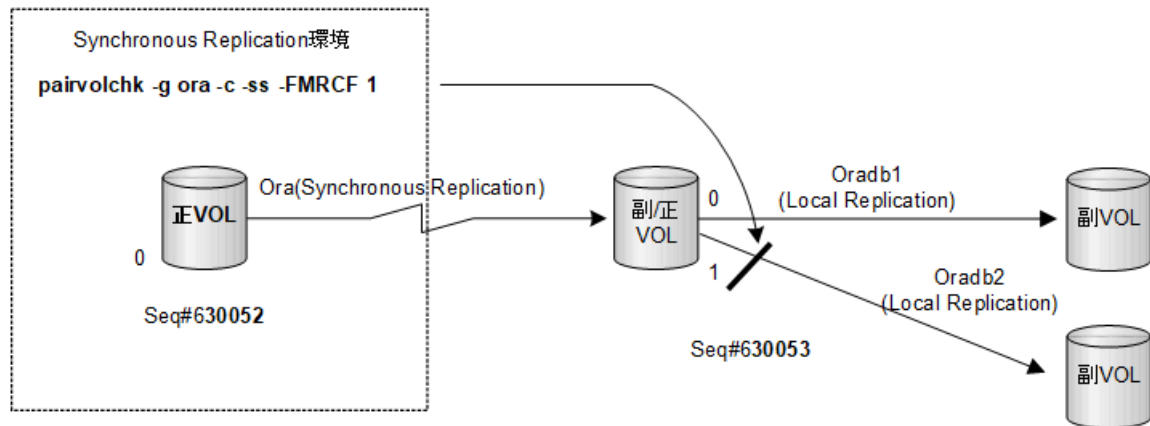 Synchronous Replication環境
pairvolchk -g ora -c -ss -FMRCF 1
正VOL
0
Seq#630052
Ora(Synchronous Replication)
副/正
VOL
0
1
Seq#630053
Oradb1
(Local Replication)
副VOL
Oradb2
(Local Replication)
副VOL